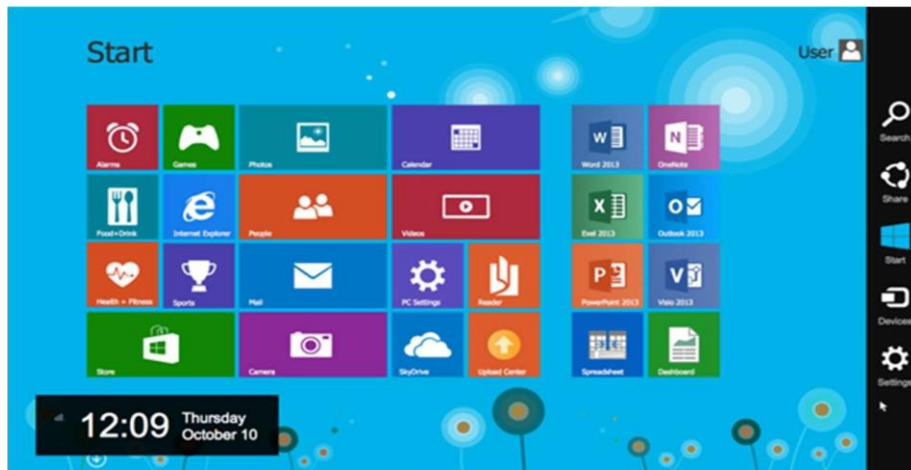 Start
User
Alarms
Games
Photos
Calendar
Word 2013
OneNote
Food+Drink
Internet Explorer
People
Videos
Exel 2013
Outlook 2013
Health + Fitness
Sports
Mail
PC Settings
Reader
PowerPoint 2013
Visio 2013
Store
Camera
SkyDrive
Upload Center
Spreadsheet
Dashboard
Search
Share
Start
Devices
Settings
12:09
Thursday
October 10